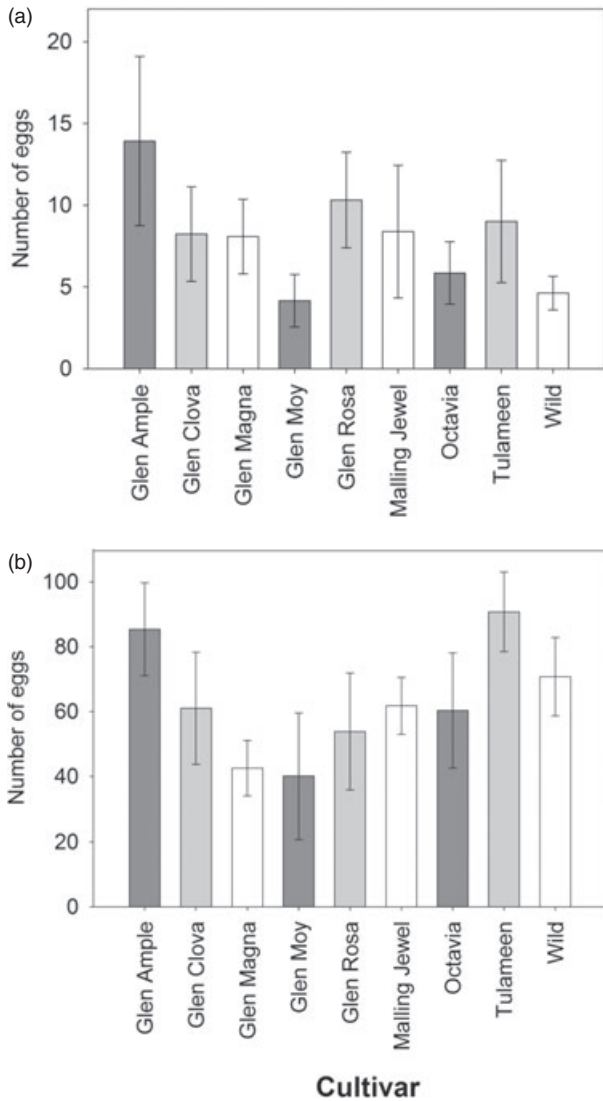 (a)
Number of eggs
20
15
10
5
0
Glen Ample
Glen Clova
Glen Magna
Glen Moy
Glen Rosa
Malling Jewel
Octavia
Tulameen
Wild
(b)
Number of eggs
100
80
60
40
20
0
Glen Ample
Glen Clova
Glen Magna
Glen Moy
Glen Rosa
Malling Jewel
Octavia
Tulameen
Wild
Cultivar